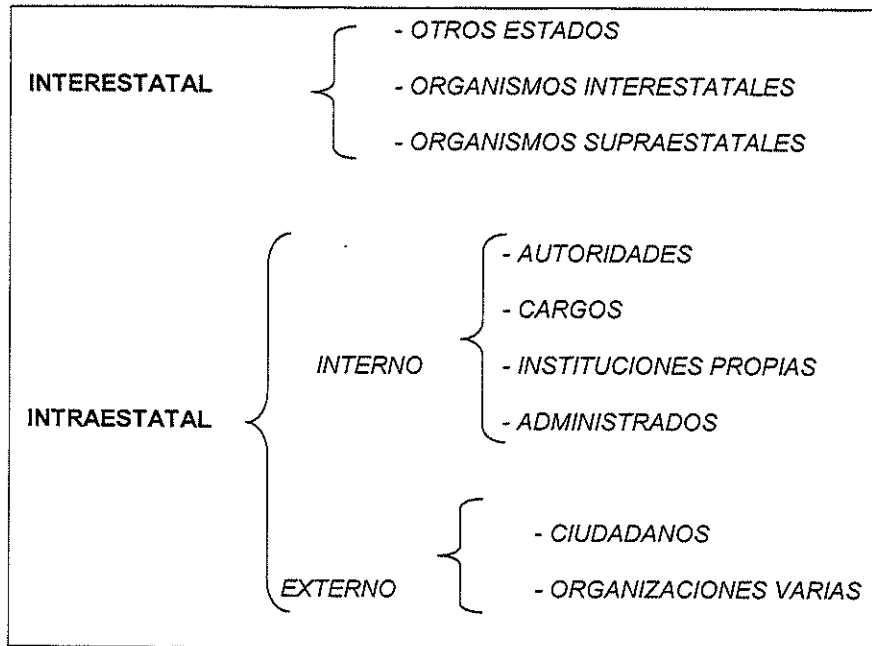 - OTROS ESTADOS
INTERESTATAL
- ORGANISMOS INTERESTATALES
- ORGANISMOS SUPRAESTATALES
- AUTORIDADES
- CARGOS
INTERNO
- INSTITUCIONES PROPIAS
INTRAESTATAL
- ADMINISTRADOS
- CIUDADANOS
EXTERNO
- ORGANIZACIONES VARIAS